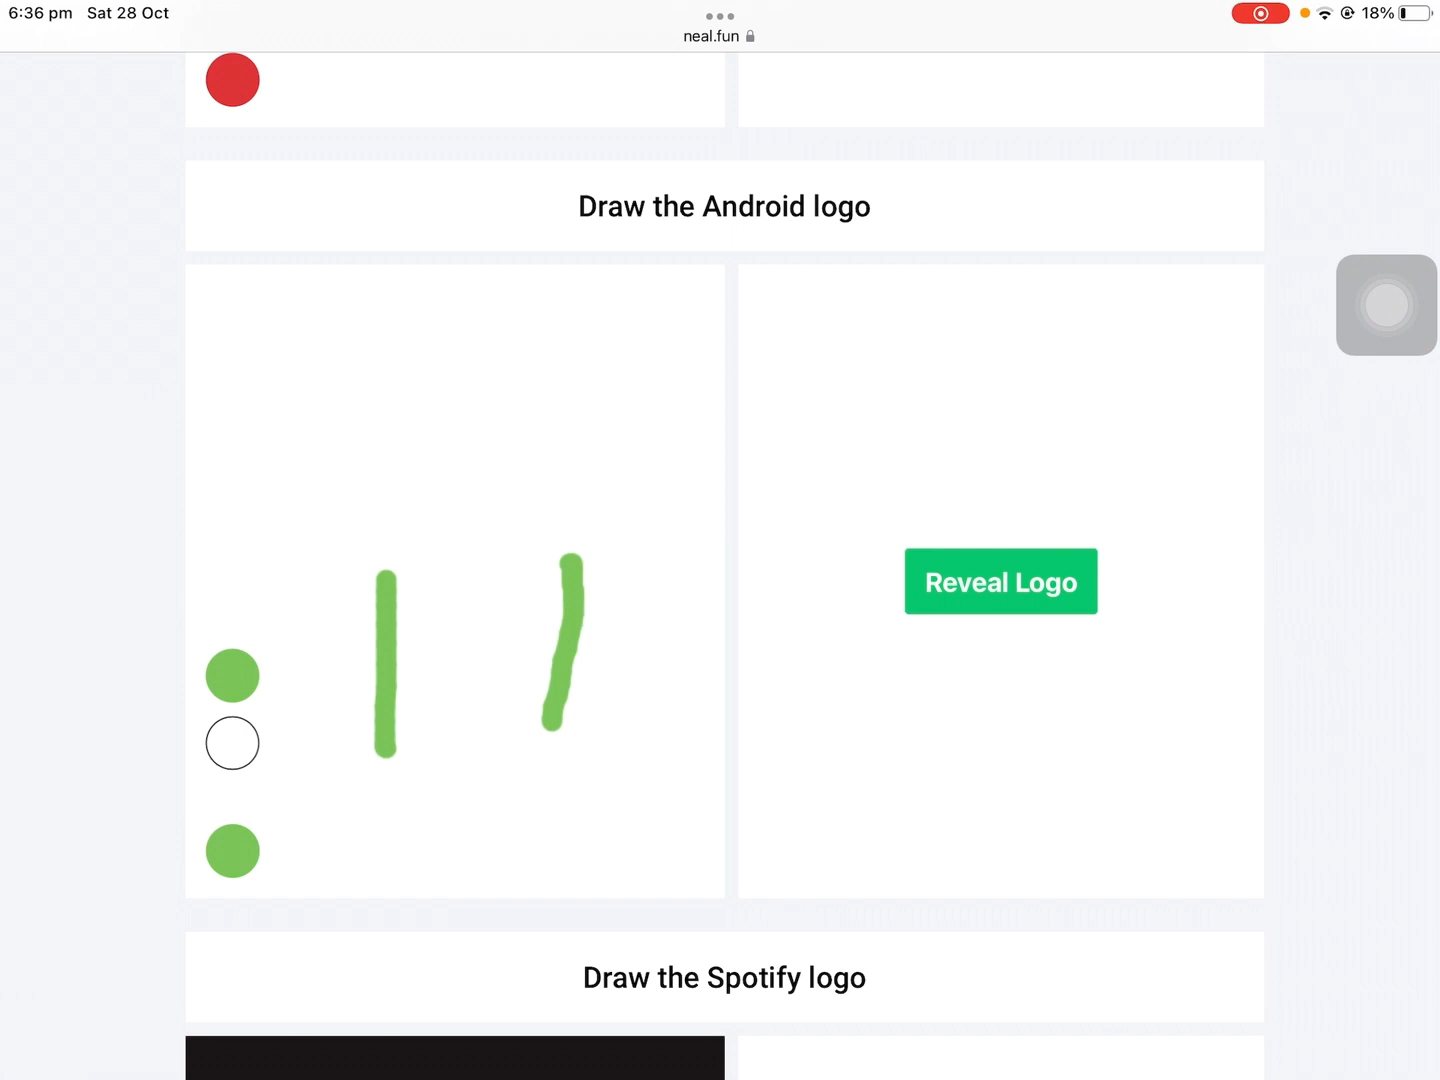 6:36 pm Sat 28 Oct
18%
neal.fun
Draw the Android logo
Reveal Logo
Draw the Spotify logo